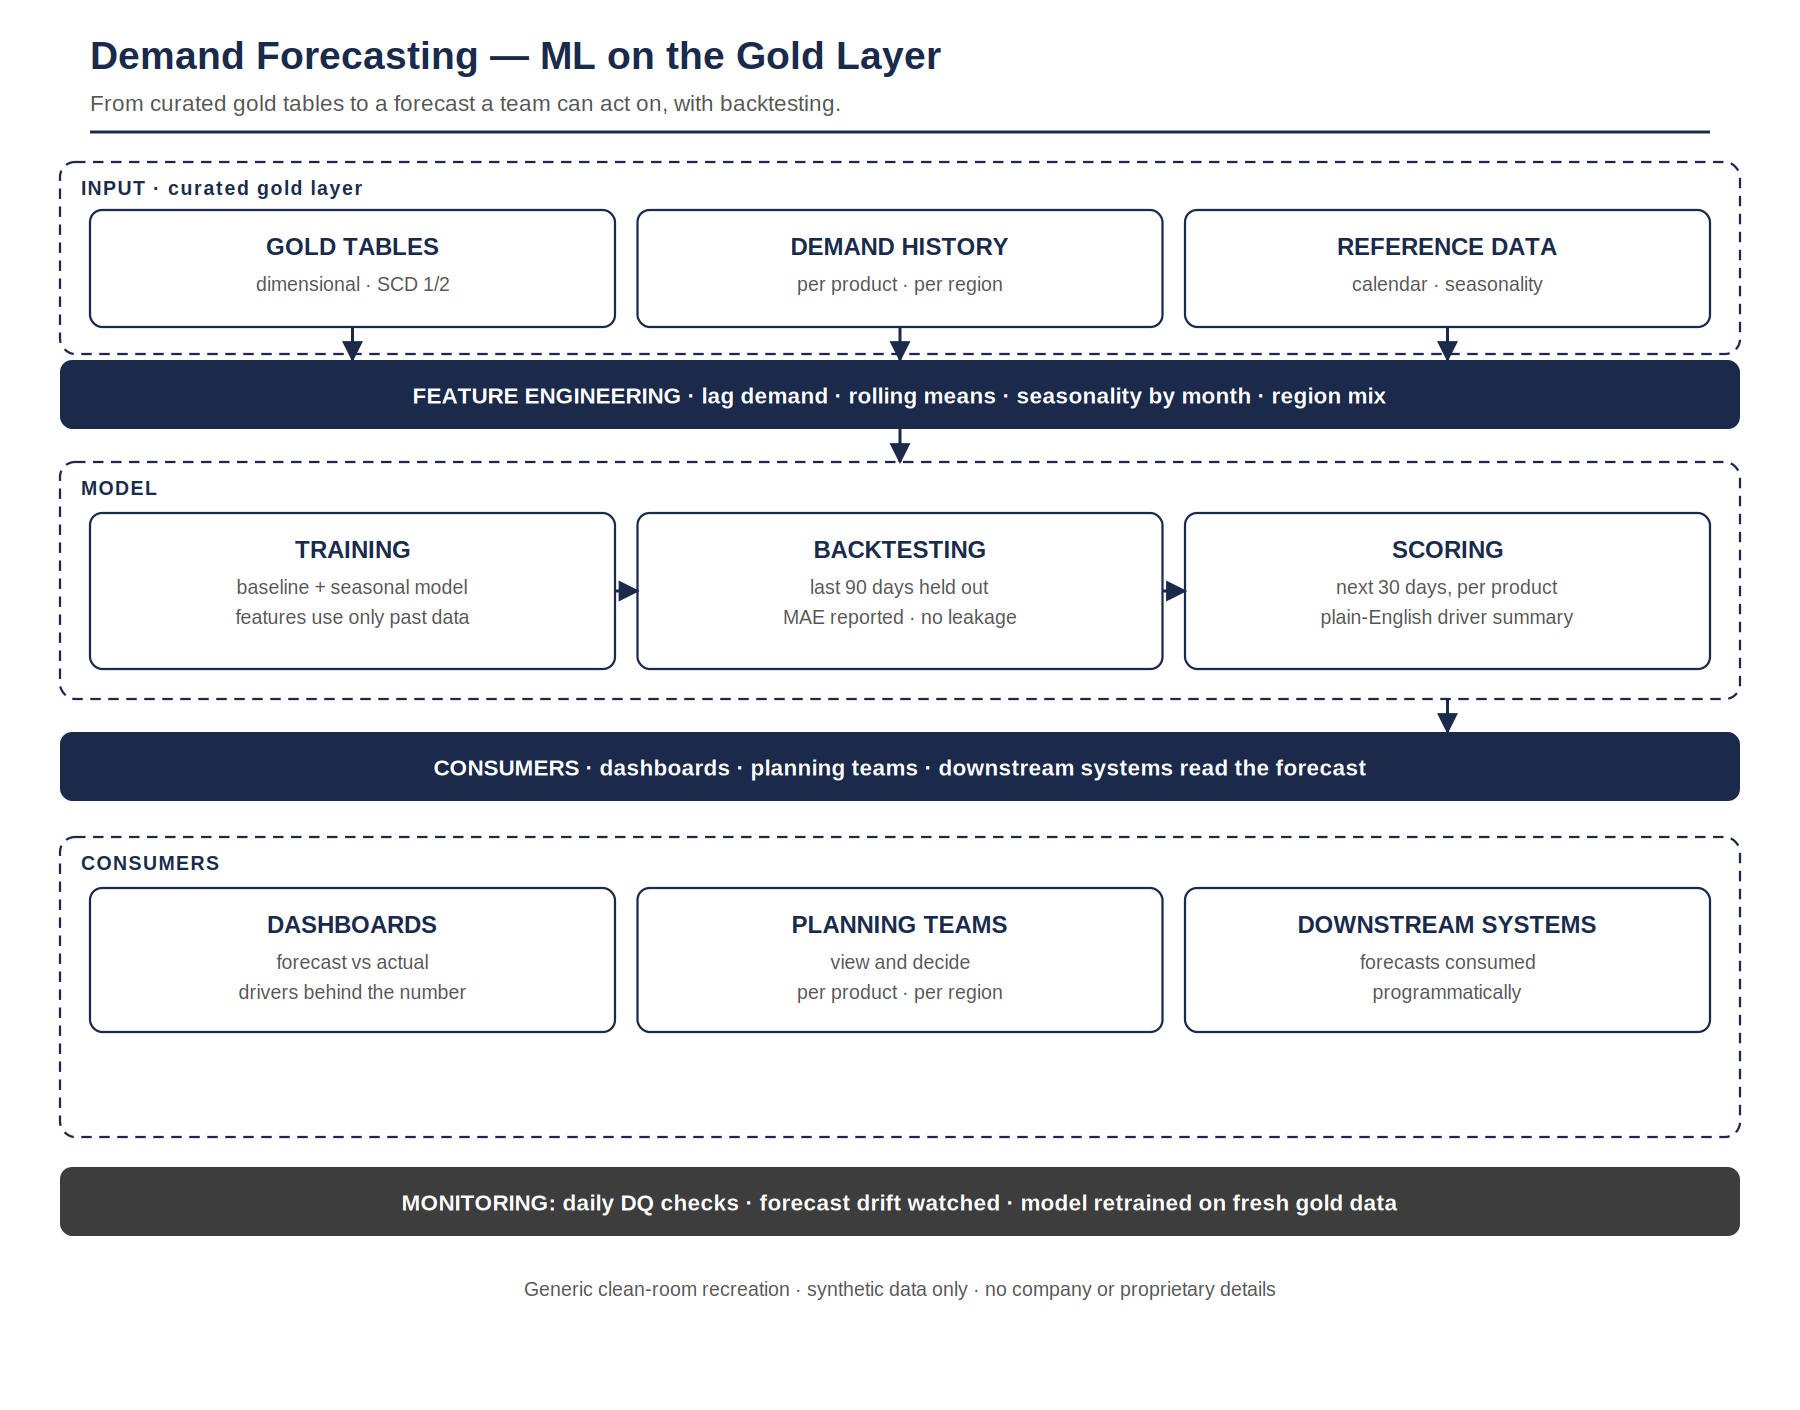 Demand Forecasting — ML on the Gold Layer
From curated gold tables to a forecast a team can act on, with backtesting.
INPUT · curated gold layer
GOLD TABLES
dimensional · SCD 1/2
DEMAND HISTORY
per product · per region
REFERENCE DATA
calendar · seasonality
FEATURE ENGINEERING · lag demand · rolling means · seasonality by month · region mix
MODEL
TRAINING
baseline + seasonal model
features use only past data
BACKTESTING
last 90 days held out
MAE reported · no leakage
SCORING
next 30 days, per product
plain-English driver summary
CONSUMERS · dashboards · planning teams · downstream systems read the forecast
CONSUMERS
DASHBOARDS
forecast vs actual
drivers behind the number
PLANNING TEAMS
view and decide
per product · per region
DOWNSTREAM SYSTEMS
forecasts consumed
programmatically
MONITORING: daily DQ checks · forecast drift watched · model retrained on fresh gold data
Generic clean-room recreation · synthetic data only · no company or proprietary details